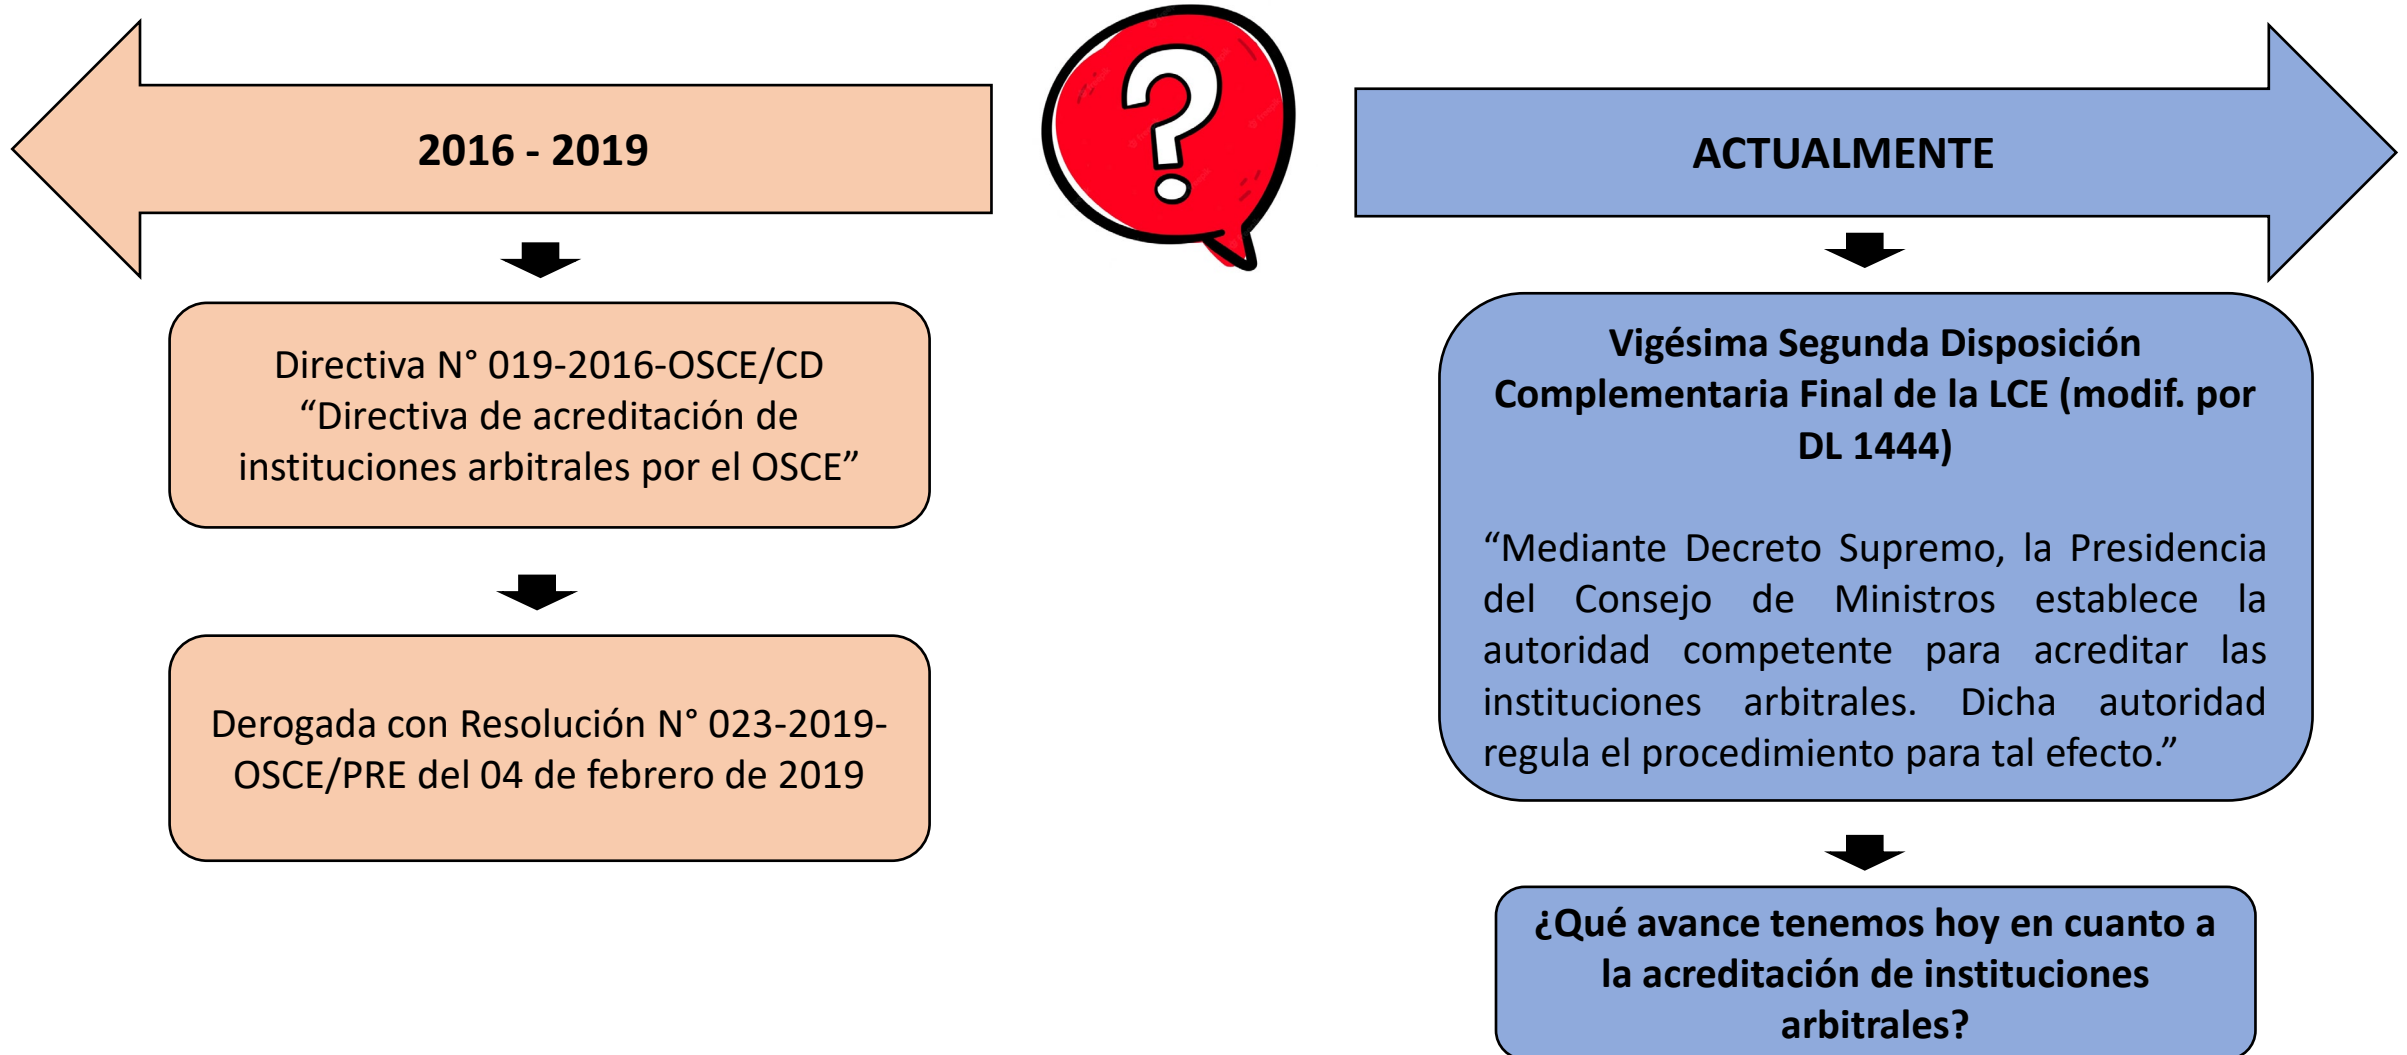 2016 - 2019
Directiva N° 019-2016-OSCE/CD
“Directiva de acreditación de
instituciones arbitrales por el OSCE”
Derogada con Resolución N° 023-2019-
OSCE/PRE del 04 de febrero de 2019
?
ACTUALMENTE
Vigésima Segunda Disposición
Complementaria Final de la LCE (modif. por
DL 1444)
“Mediante Decreto Supremo, la Presidencia
del Consejo de Ministros establece la
autoridad competente para acreditar las
instituciones arbitrales. Dicha autoridad
regula el procedimiento para tal efecto.”
¿Qué avance tenemos hoy en cuanto a
la acreditación de instituciones
arbitrales?